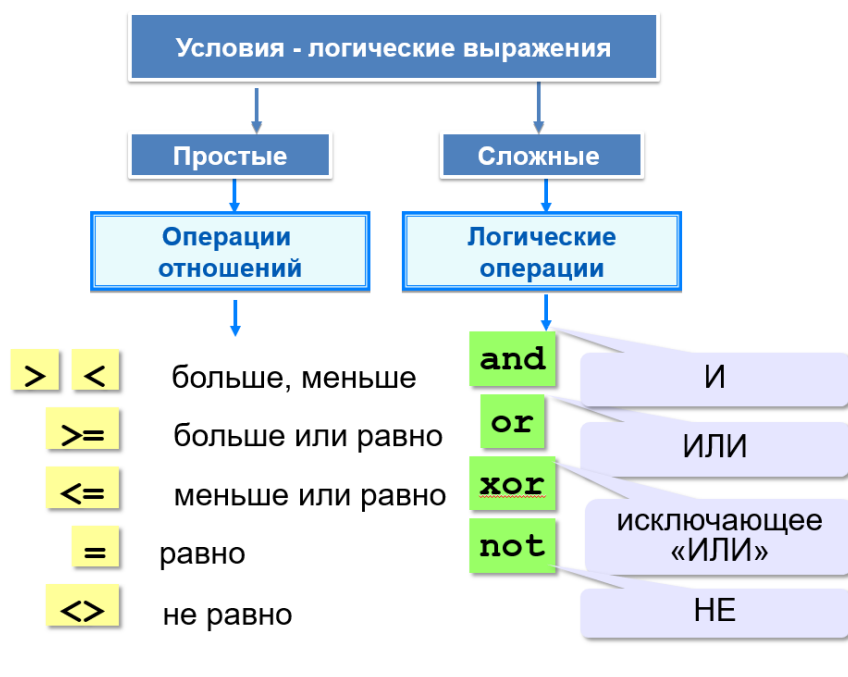 Условия - логические выражения
Простые
Сложные
Операции
отношений
Логические
операции
> < больше, меньше
>= больше или равно
<= меньше или равно
= равно
<> не равно
and И
or ИЛИ
xor исключающее
«ИЛИ»
not НЕ